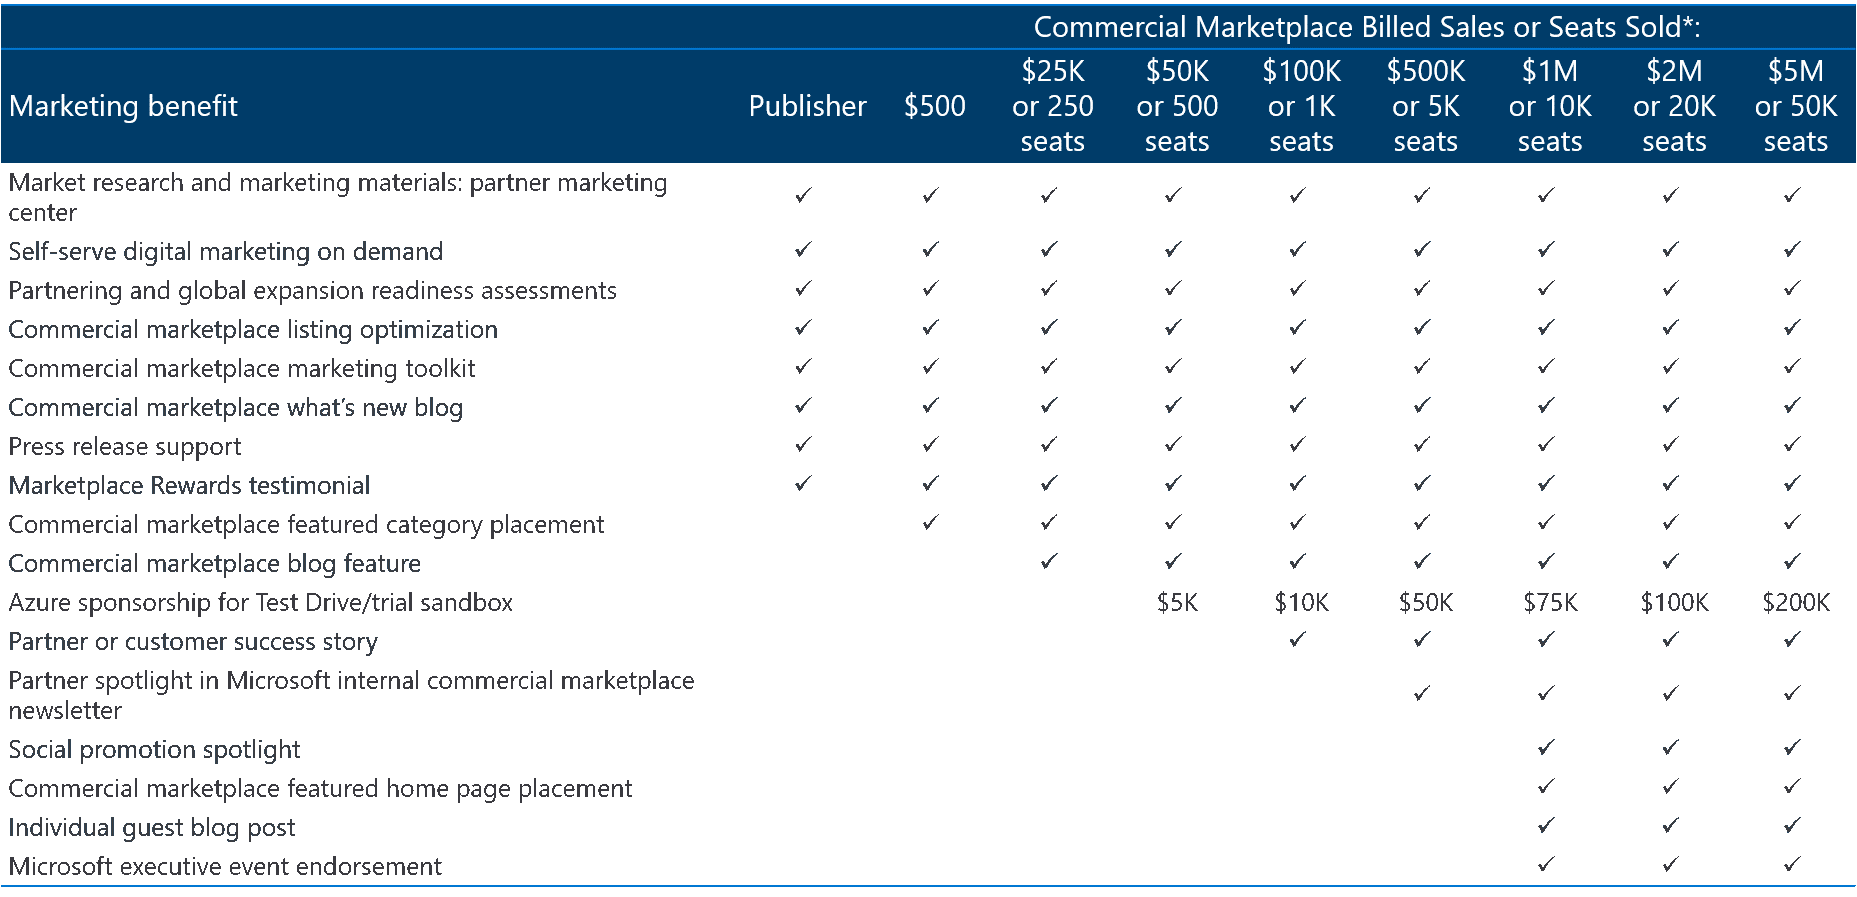 Commercial Marketplace Billed Sales or Seats Sold*:
Marketing benefit Publisher $500 $25K or 250 seats $50K or 500 seats $100K or 1K seats $500K or 5K seats $1M or 10K seats $2M or 20K seats $5M or 50K seats
Market research and marketing materials: partner marketing
center ✓ ✓ ✓ ✓ ✓ ✓ ✓ ✓ ✓
Self-serve digital marketing on demand ✓ ✓ ✓ ✓ ✓ ✓ ✓ ✓ ✓
Partnering and global expansion readiness assessments ✓ ✓ ✓ ✓ ✓ ✓ ✓ ✓ ✓
Commercial marketplace listing optimization ✓ ✓ ✓ ✓ ✓ ✓ ✓ ✓ ✓
Commercial marketplace marketing toolkit ✓ ✓ ✓ ✓ ✓ ✓ ✓ ✓ ✓
Commercial marketplace what’s new blog ✓ ✓ ✓ ✓ ✓ ✓ ✓ ✓ ✓
Press release support ✓ ✓ ✓ ✓ ✓ ✓ ✓ ✓ ✓
Marketplace Rewards testimonial ✓ ✓ ✓ ✓ ✓ ✓ ✓ ✓ ✓
Commercial marketplace featured category placement ✓ ✓ ✓ ✓ ✓ ✓ ✓ ✓
Commercial marketplace blog feature ✓ ✓ ✓ ✓ ✓ ✓ ✓
Azure sponsorship for Test Drive/trial sandbox $5K $10K $50K $75K $100K $200K
Partner or customer success story ✓ ✓ ✓ ✓ ✓
Partner spotlight in Microsoft internal commercial marketplace
newsletter ✓ ✓ ✓ ✓
Social promotion spotlight ✓ ✓ ✓
Commercial marketplace featured home page placement ✓ ✓ ✓
Individual guest blog post ✓ ✓ ✓
Microsoft executive event endorsement ✓ ✓ ✓